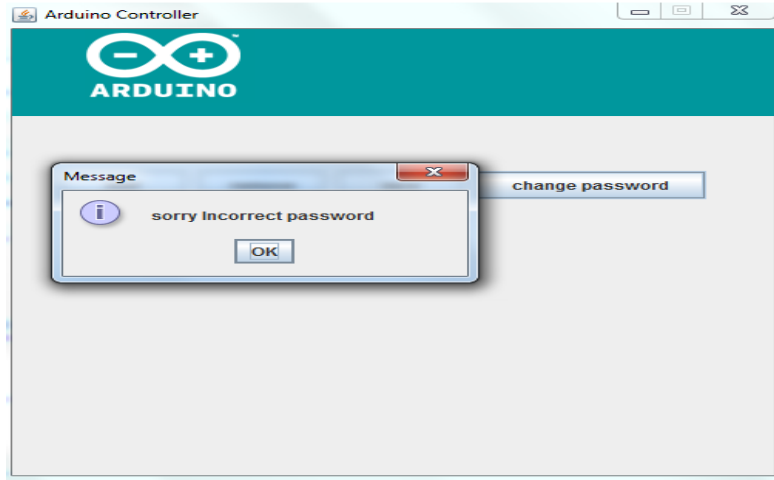 Arduino Controller
ARDUINO
Message
change password
sorry Incorrect password
OK